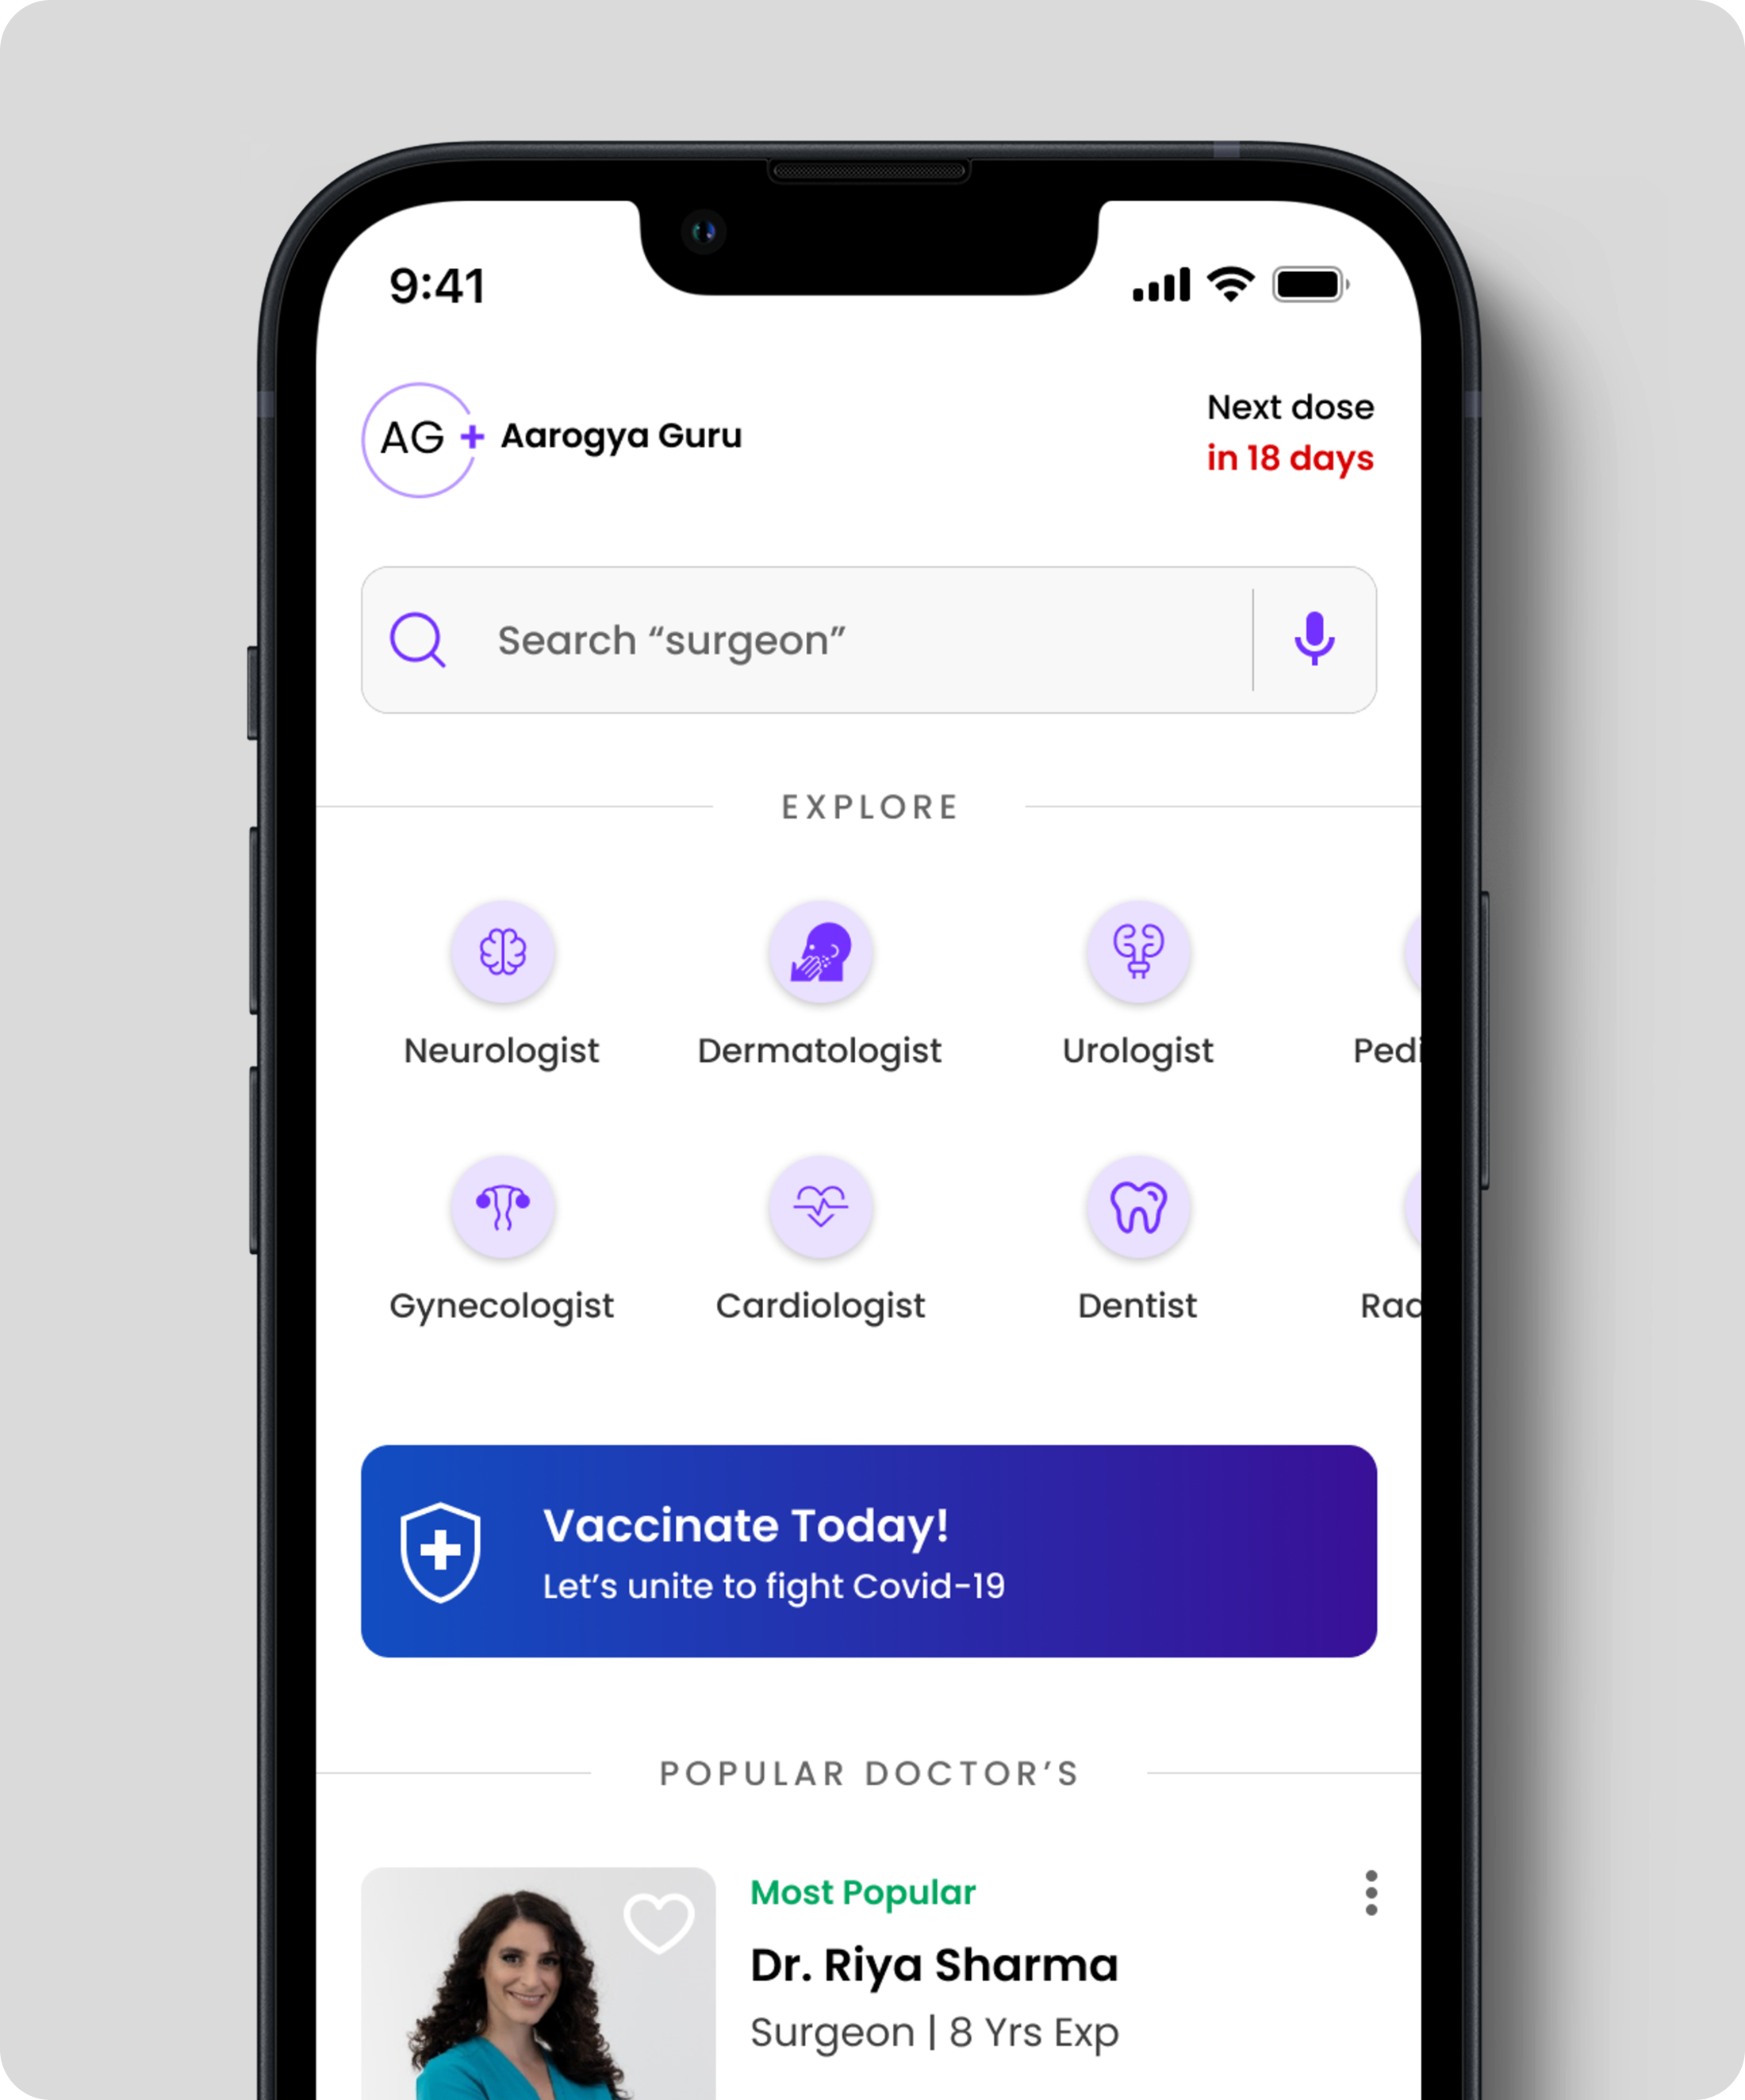 9:41
AG
Aarogya Guru
Next dose
in 18 days
Search “surgeon”
EXPLORE
Neurologist
Dermatologist
Urologist
Pedi
Gynecologist
Cardiologist
Dentist
Rad
Vaccinate Today!
Let’s unite to fight Covid-19
POPULAR DOCTOR’S
Most Popular
Dr. Riya Sharma
Surgeon | 8 Yrs Exp